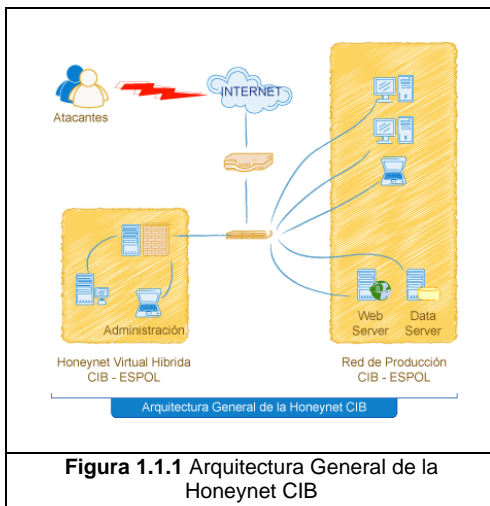 INTERNET
Atacantes
Administración
Web
Server
Data
Server
Honeynet Virtual Hibrida
CIB - ESPOL
Red de Producción
CIB - ESPOL
Arquitectura General de la Honeynet CIB
Figura 1.1.1 Arquitectura General de la
Honeynet CIB